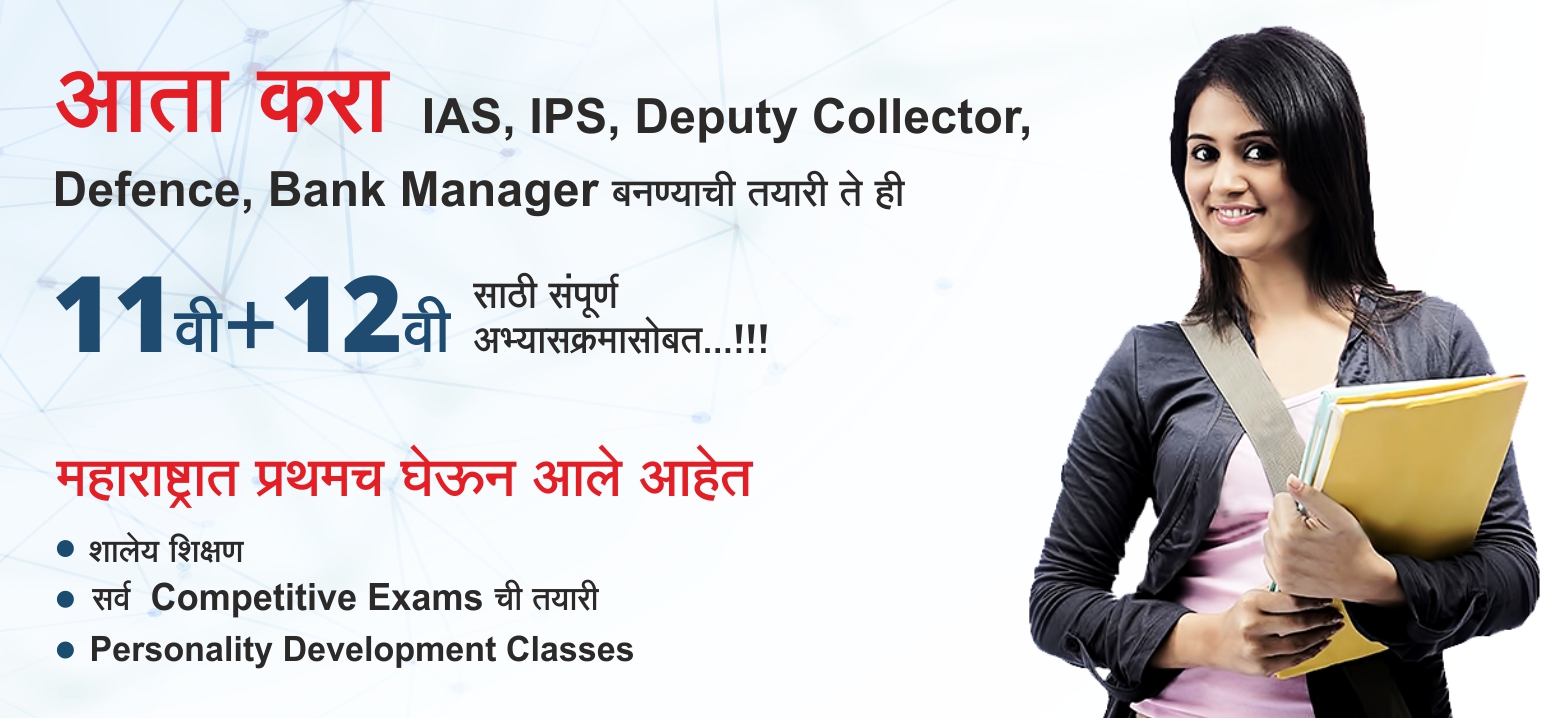 आता करा IAS, IPS, Deputy Collector,
Defence, Bank Manager बनण्याची तयारी ते ही
11वी+12वी साठी संपूर्ण
अभ्यासक्रमासोबत...!!!
महाराष्ट्रात प्रथमच घेऊन आले आहेत
• शालेय शिक्षण
• सर्व Competitive Exams ची तयारी
• Personality Development Classes